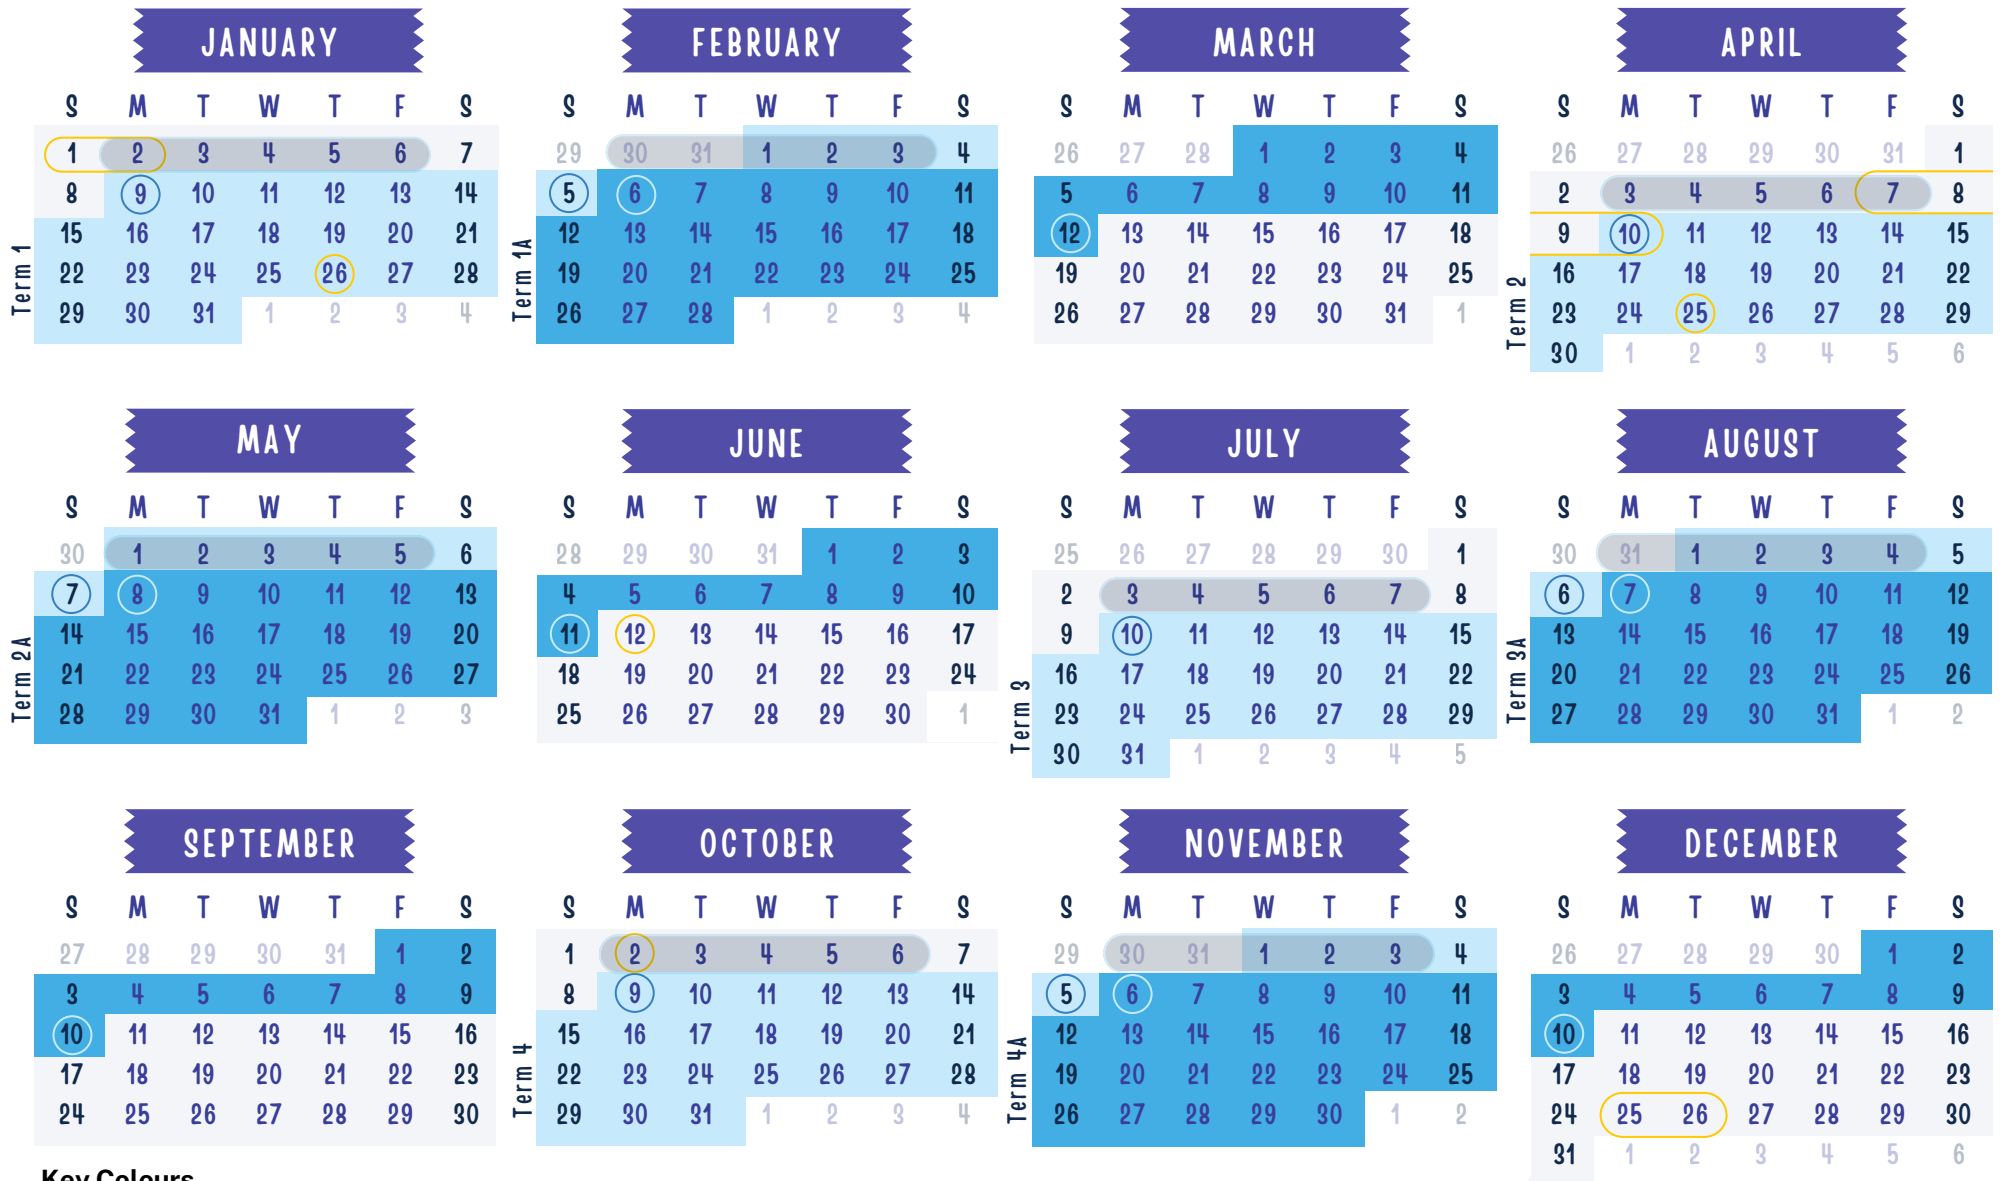 JANUARY
S M T W T F S
1 2 3 4 5 6 7
8 9 10 11 12 13 14
15 16 17 18 19 20 21
22 23 24 25 26 27 28
29 30 31 1 2 3 4
Term 1
FEBRUARY
S M T W T F S
29 30 31 1 2 3 4
5 6 7 8 9 10 11
12 13 14 15 16 17 18
19 20 21 22 23 24 25
26 27 28 1 2 3 4
Term 1A
MARCH
S M T W T F S
26 27 28 1 2 3 4
5 6 7 8 9 10 11
12 13 14 15 16 17 18
19 20 21 22 23 24 25
26 27 28 29 30 31 1
APRIL
S M T W T F S
26 27 28 29 30 31 1
2 3 4 5 6 7 8
9 10 11 12 13 14 15
16 17 18 19 20 21 22
23 24 25 26 27 28 29
30 1 2 3 4 5 6
Term 2
MAY
S M T W T F S
30 1 2 3 4 5 6
7 8 9 10 11 12 13
14 15 16 17 18 19 20
21 22 23 24 25 26 27
28 29 30 31 1 2 3
Term 2A
JUNE
S M T W T F S
28 29 30 31 1 2 3
4 5 6 7 8 9 10
11 12 13 14 15 16 17
18 19 20 21 22 23 24
25 26 27 28 29 30 1
JULY
S M T W T F S
25 26 27 28 29 30 1
2 3 4 5 6 7 8
9 10 11 12 13 14 15
16 17 18 19 20 21 22
23 24 25 26 27 28 29
30 31 1 2 3 4 5
Term 3
AUGUST
S M T W T F S
30 31 1 2 3 4 5
6 7 8 9 10 11 12
13 14 15 16 17 18 19
20 21 22 23 24 25 26
27 28 29 30 31 1 2
Term 3A
SEPTEMBER
S M T W T F S
27 28 29 30 31 1 2
3 4 5 6 7 8 9
10 11 12 13 14 15 16
17 18 19 20 21 22 23
24 25 26 27 28 29 30
OCTOBER
S M T W T F S
1 2 3 4 5 6 7
8 9 10 11 12 13 14
15 16 17 18 19 20 21
22 23 24 25 26 27 28
29 30 31 1 2 3 4
Term 4
NOVEMBER
S M T W T F S
29 30 31 1 2 3 4
5 6 7 8 9 10 11
12 13 14 15 16 17 18
19 20 21 22 23 24 25
26 27 28 29 30 1 2
Term 4A
DECEMBER
S M T W T F S
26 27 28 29 30 1 2
3 4 5 6 7 8 9
10 11 12 13 14 15 16
17 18 19 20 21 22 23
24 25 26 27 28 29 30
31 1 2 3 4 5 6
Key Colours